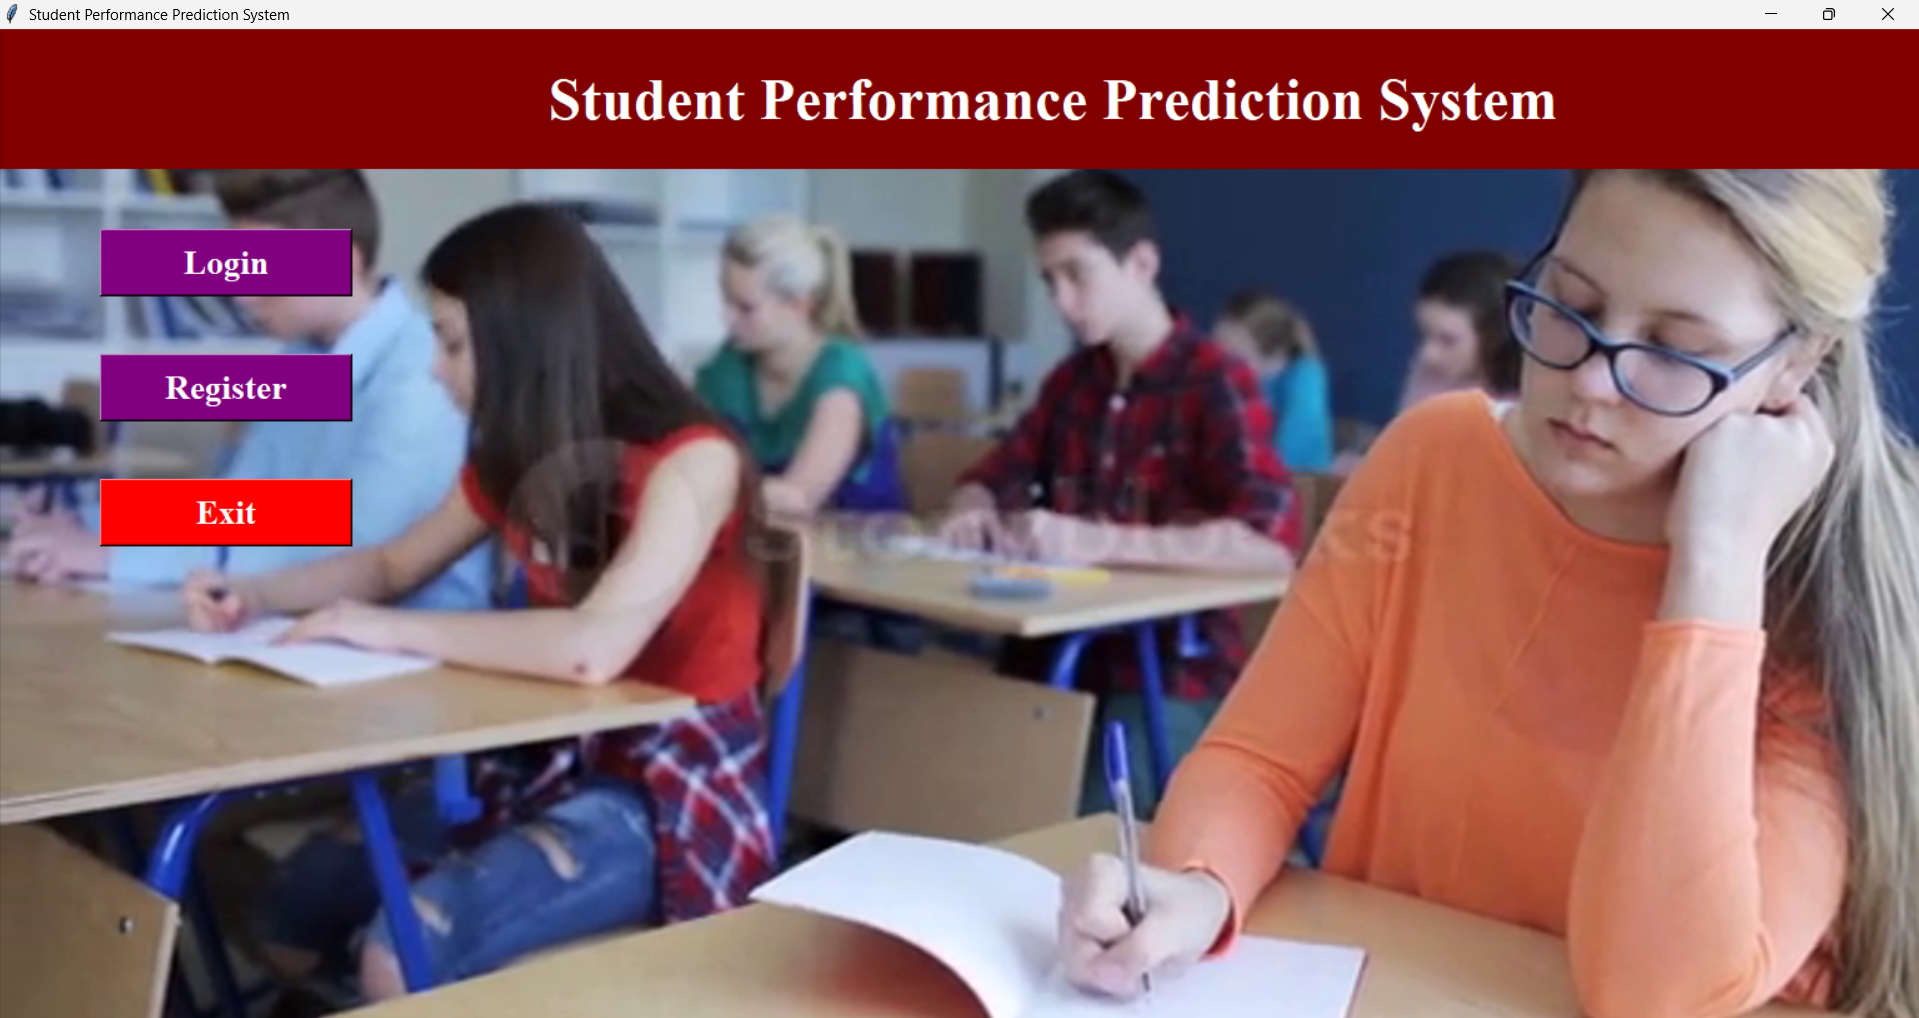 Student Performance Prediction System
Student Performance Prediction System
Login
Register
Exit